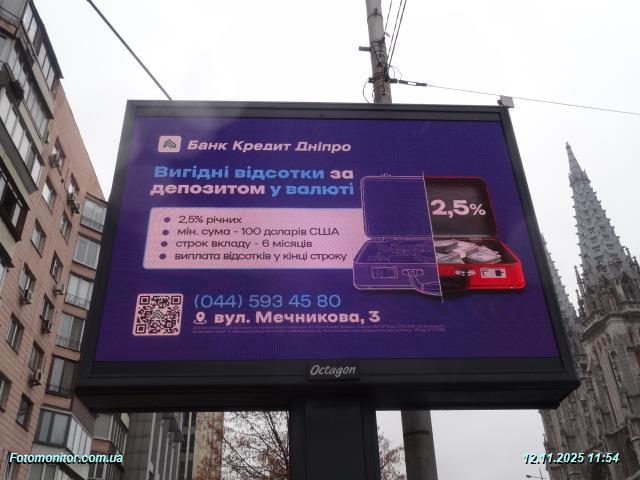 Банк Кредит Дніпро
Вигідні відсотки за
депозитом у валюті
2,5%
2,5% річних
мін. сума - 100 доларів США
строк вкладу - 6 місяців
виплата відсотків у кінці строку
(044) 593 45 80
вул. Мечникова, 3
Octagon
Fotomonitor.com.ua
12.11.2025 11:54